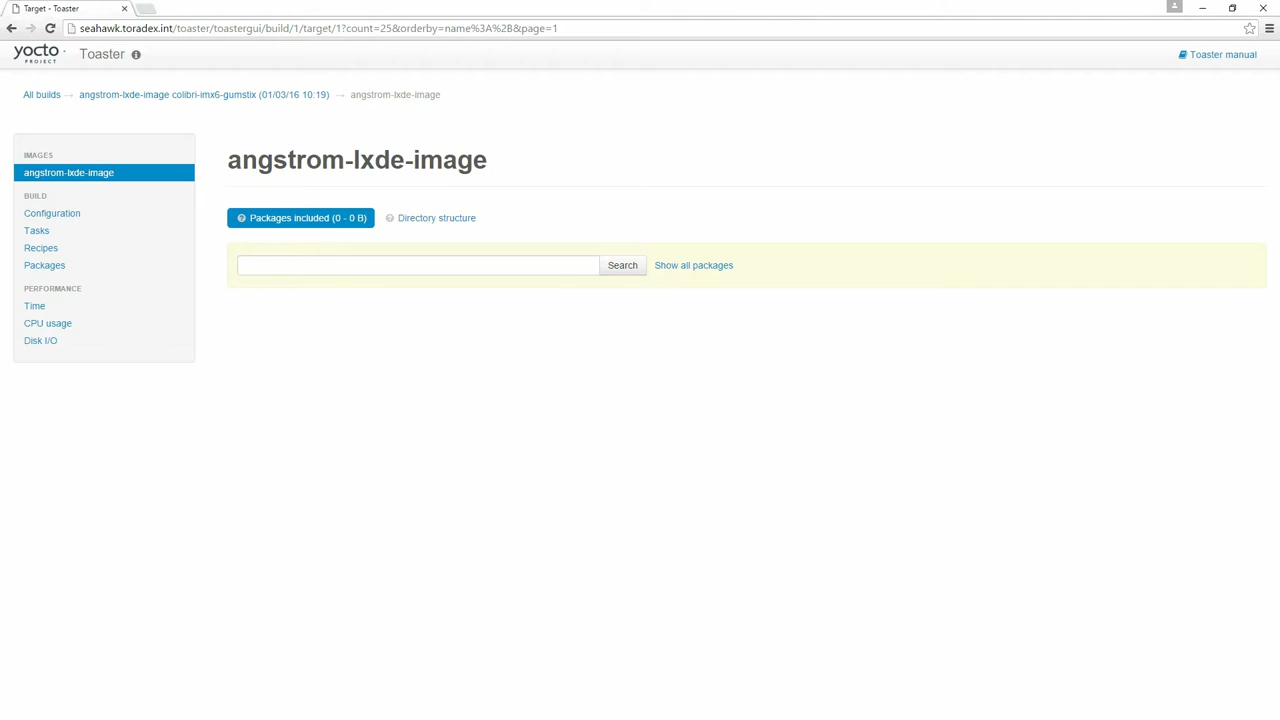 Target - Toaster
seahawk.toradex.int/toaster/toastergui/build/1/target/1?count=25&orderby=name%3A%2B&page=1
yocto PROJECT Toaster Toaster manual
All builds → angstrom-lxde-image colibri-imx6-gumstix (01/03/16 10:19) → angstrom-lxde-image
IMAGES
angstrom-lxde-image
BUILD
Configuration
Tasks
Recipes
Packages
PERFORMANCE
Time
CPU usage
Disk I/O
angstrom-lxde-image
Packages included (0 - 0 B) Directory structure
Search Show all packages